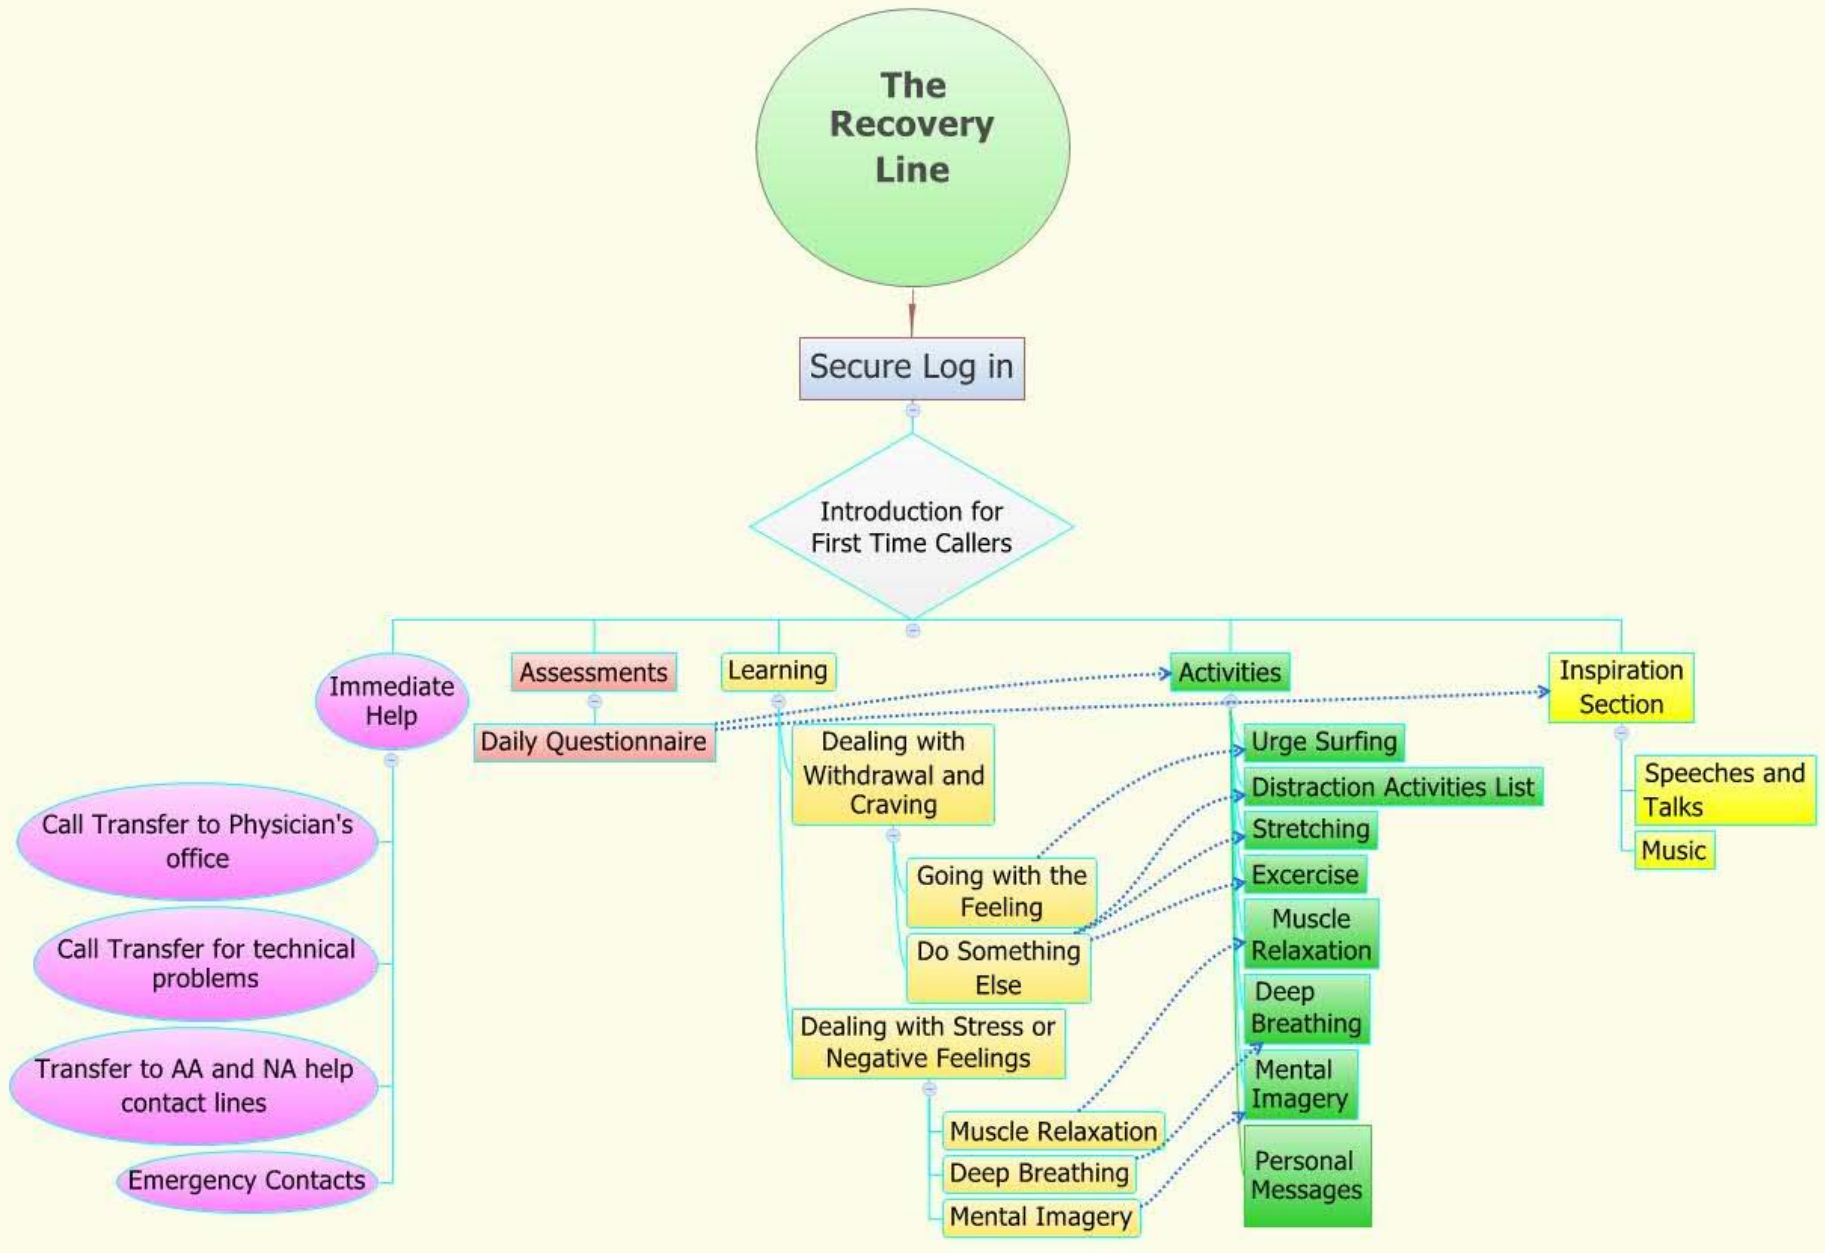 The
Recovery
Line
Secure Log in
Introduction for
First Time Callers
Immediate
Help
Call Transfer to Physician's
office
Call Transfer for technical
problems
Transfer to AA and NA help
contact lines
Emergency Contacts
Assessments
Daily Questionnaire
Learning
Dealing with
Withdrawal and
Craving
Going with the
Feeling
Do Something
Else
Dealing with Stress or
Negative Feelings
Muscle Relaxation
Deep Breathing
Mental Imagery
Activities
Urge Surfing
Distraction Activities List
Stretching
Excercise
Muscle
Relaxation
Deep
Breathing
Mental
Imagery
Personal
Messages
Inspiration
Section
Speeches and
Talks
Music